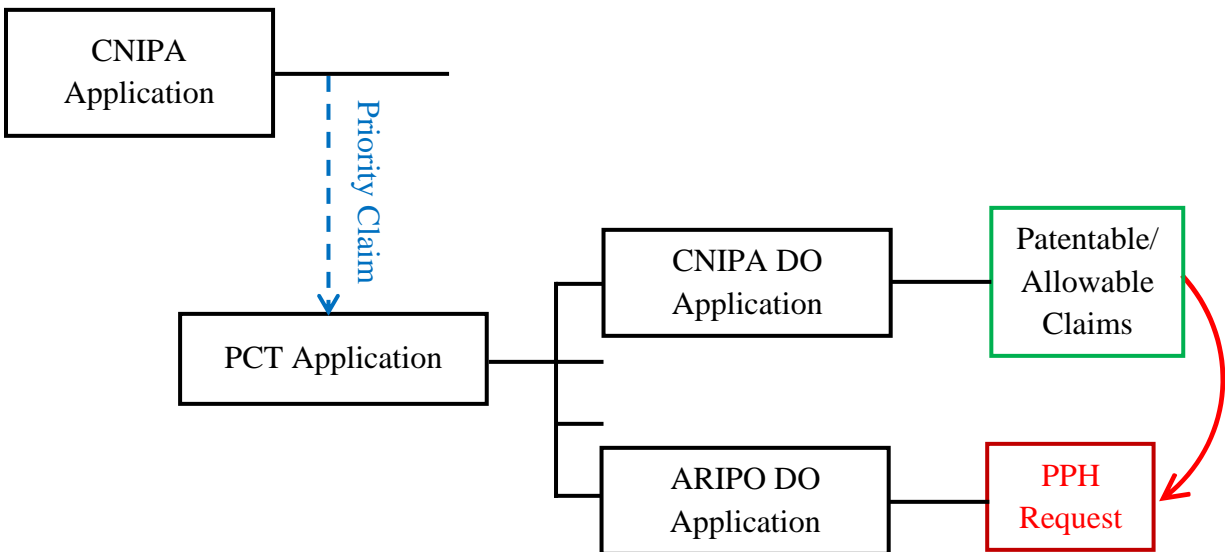 CNIPA
Application
Priority Claim
PCT Application
CNIPA DO
Application
Patentable/
Allowable
Claims
ARIPO DO
Application
PPH
Request